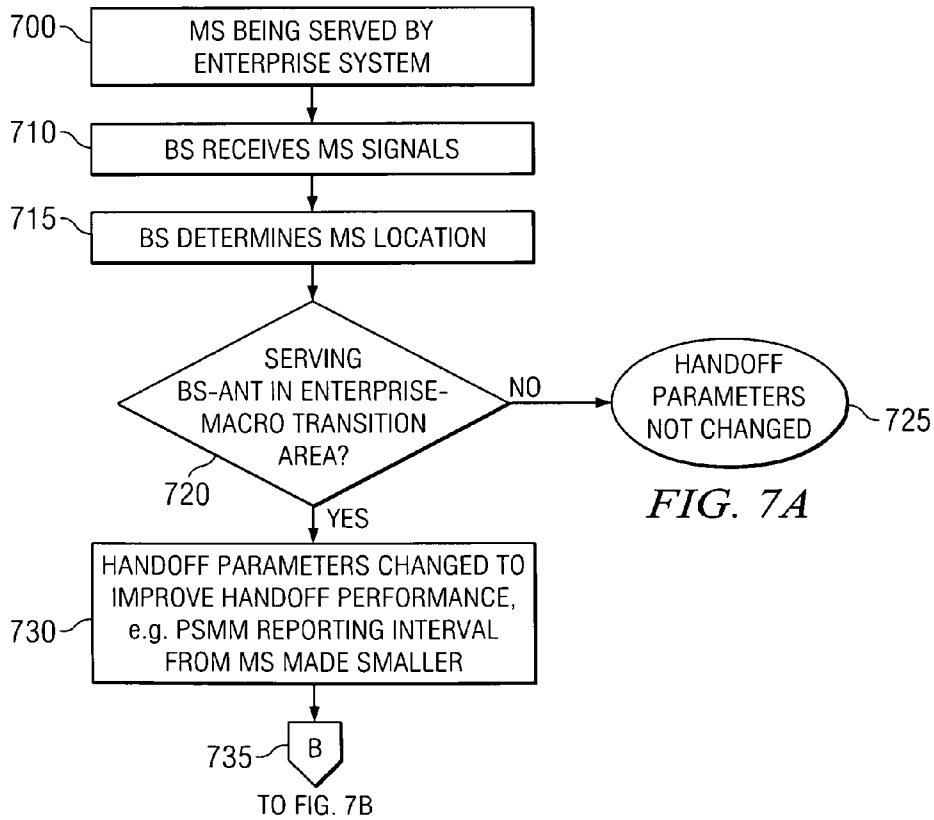 700
MS BEING SERVED BY
ENTERPRISE SYSTEM
710
BS RECEIVES MS SIGNALS
715
BS DETERMINES MS LOCATION
SERVING
BS-ANT IN ENTERPRISE-
MACRO TRANSITION
AREA?
720
NO
HANDOFF
PARAMETERS
NOT CHANGED
725
FIG. 7A
YES
HANDOFF PARAMETERS CHANGED TO
IMPROVE HANDOFF PERFORMANCE,
e.g. PSMM REPORTING INTERVAL
FROM MS MADE SMALLER
730
735
B
TO FIG. 7B